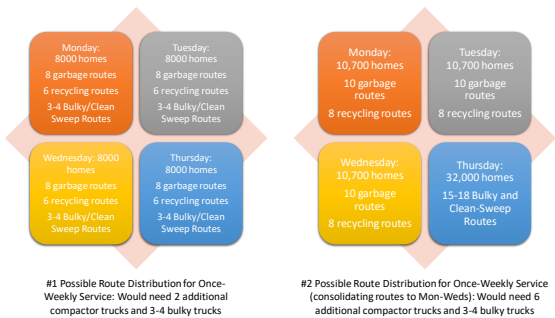 Monday:
8000 homes
8 garbage routes
6 recycling routes
3-4 Bulky/Clean
Sweep Routes
Tuesday:
8000 homes
8 garbage routes
6 recycling routes
3-4 Bulky/Clean
Sweep Routes
Wednesday: 8000
homes
8 garbage routes
6 recycling routes
3-4 Bulky/Clean
Sweep Routes
Thursday:
8000 homes
8 garbage routes
6 recycling routes
3-4 Bulky/Clean
Sweep Routes
#1 Possible Route Distribution for Once-
Weekly Service: Would need 2 additional
compactor trucks and 3-4 bulky trucks
Monday:
10,700 homes
10 garbage
routes
8 recycling routes
Tuesday:
10,700 homes
10 garbage
routes
8 recycling routes
Wednesday:
10,700 homes
10 garbage
routes
8 recycling routes
Thursday:
32,000 homes
15-18 Bulky and
Clean-Sweep
Routes
#2 Possible Route Distribution for Once-Weekly Service
(consolidating routes to Mon-Weds): Would need 6
additional compactor trucks and 3-4 bulky trucks